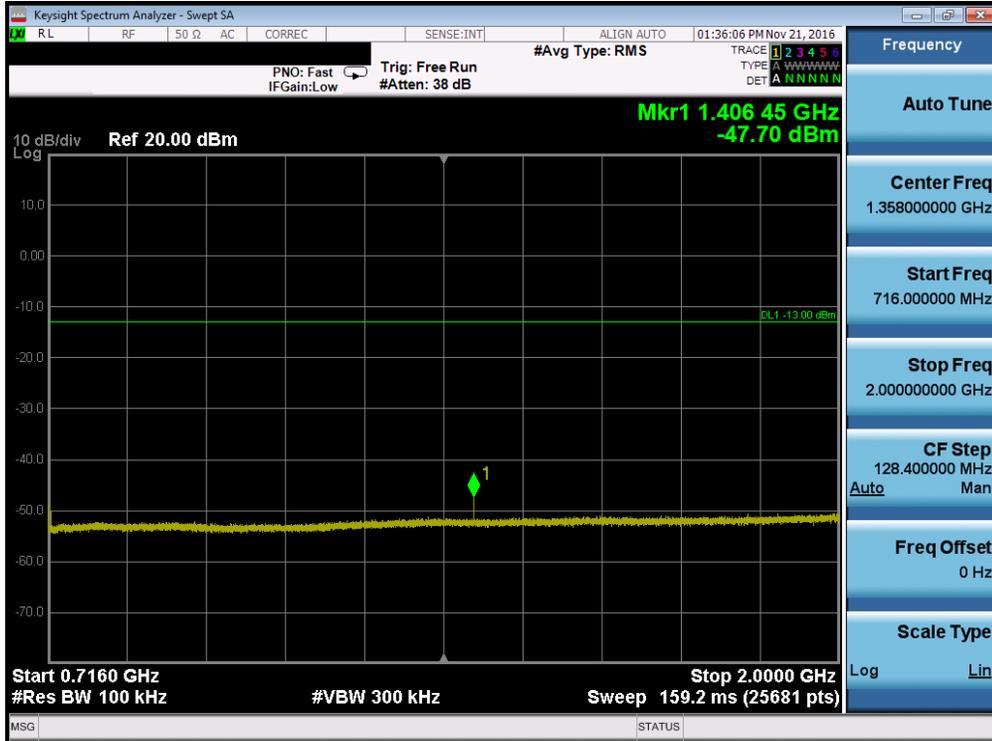 Keysight Spectrum Analyzer - Swept SA
LXI RL RF 50 Ω AC CORREC SENSE:INT ALIGN AUTO 01:36:06 PM Nov 21, 2016
#Avg Type: RMS
TRACE 1 2 3 4 5 6
PNO: Fast Trig: Free Run
TYPE A WWWWW
IFGain:Low #Atten: 38 dB
DET A N N N N N
Mkr1 1.406 45 GHz
-47.70 dBm
10 dB/div Ref 20.00 dBm
Log
10.0
0.00
-10.0
DL1 -13.00 dBm
-20.0
-30.0
-40.0
1
-50.0
-60.0
-70.0
Start 0.7160 GHz Stop 2.0000 GHz
#Res BW 100 kHz #VBW 300 kHz Sweep 159.2 ms (25681 pts)
MSG STATUS
Frequency
Auto Tune
Center Freq
1.358000000 GHz
Start Freq
716.000000 MHz
Stop Freq
2.000000000 GHz
CF Step
128.400000 MHz
Auto Man
Freq Offset
0 Hz
Scale Type
Log Lin